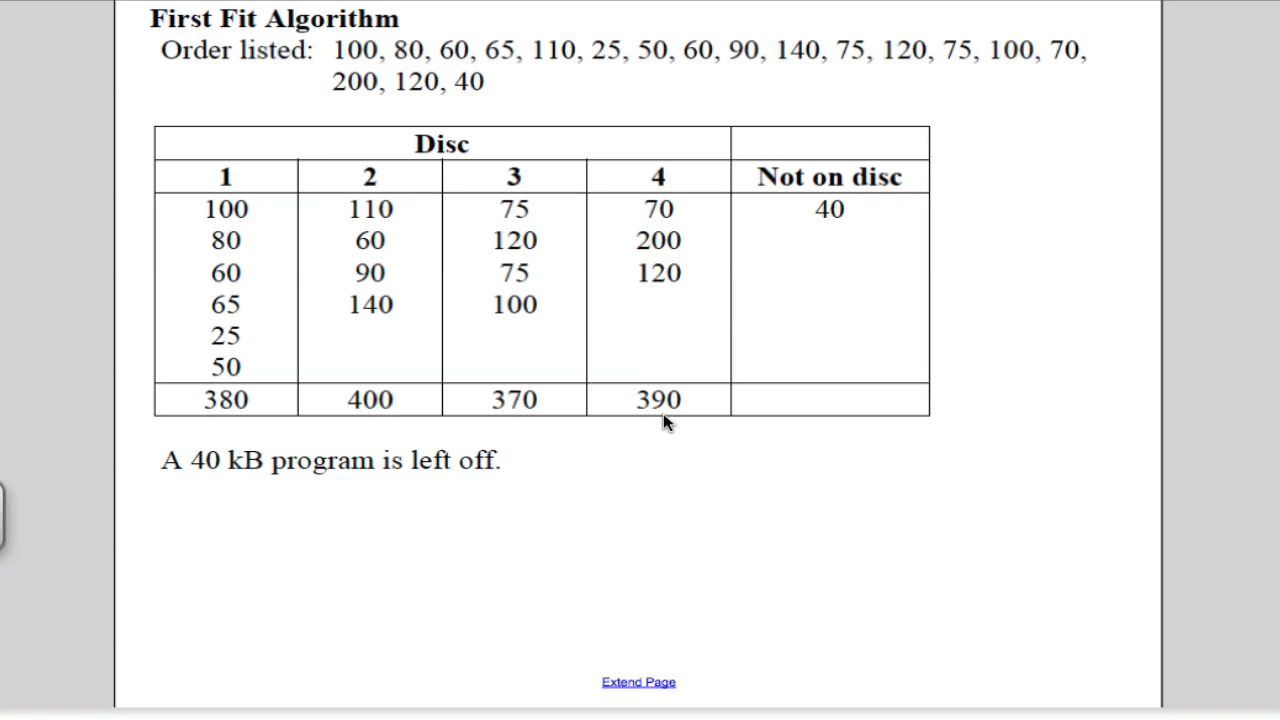 First Fit Algorithm
Order listed: 100, 80, 60, 65, 110, 25, 50, 60, 90, 140, 75, 120, 75, 100, 70,
200, 120, 40
Disc
1 2 3 4 Not on disc
100 110 75 70 40
80 60 120 200
60 90 75 120
65 140 100
25
50
380 400 370 390
A 40 kB program is left off.
Extend Page